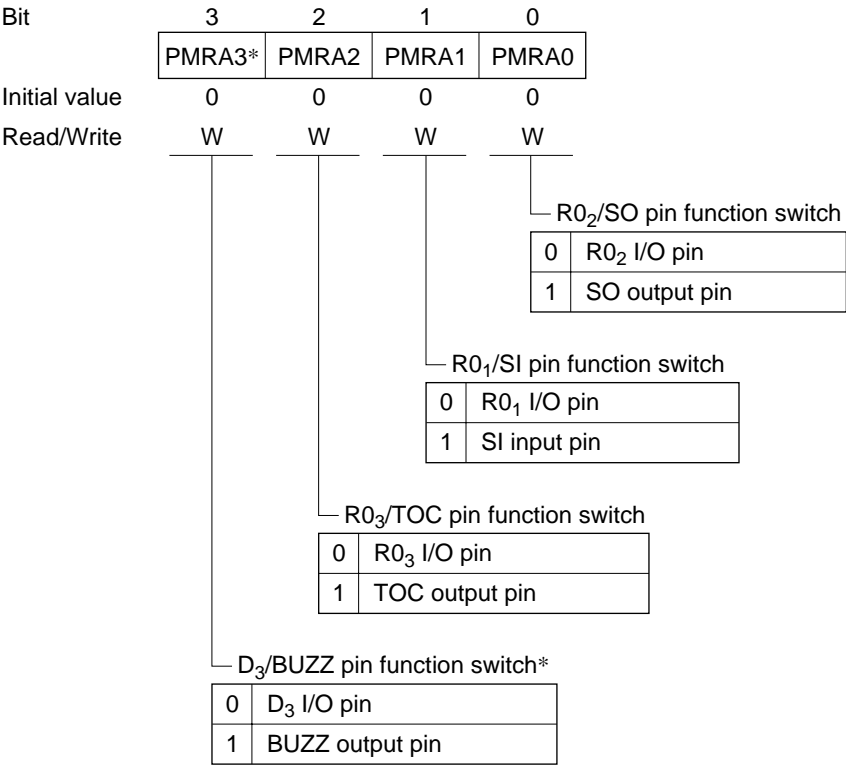 Bit 3 2 1 0
PMRA3* PMRA2 PMRA1 PMRA0
Initial value 0 0 0 0
Read/Write W W W W
R0₂/SO pin function switch
0 R0₂ I/O pin
1 SO output pin
R0₁/SI pin function switch
0 R0₁ I/O pin
1 SI input pin
R0₃/TOC pin function switch
0 R0₃ I/O pin
1 TOC output pin
D₃/BUZZ pin function switch*
0 D₃ I/O pin
1 BUZZ output pin